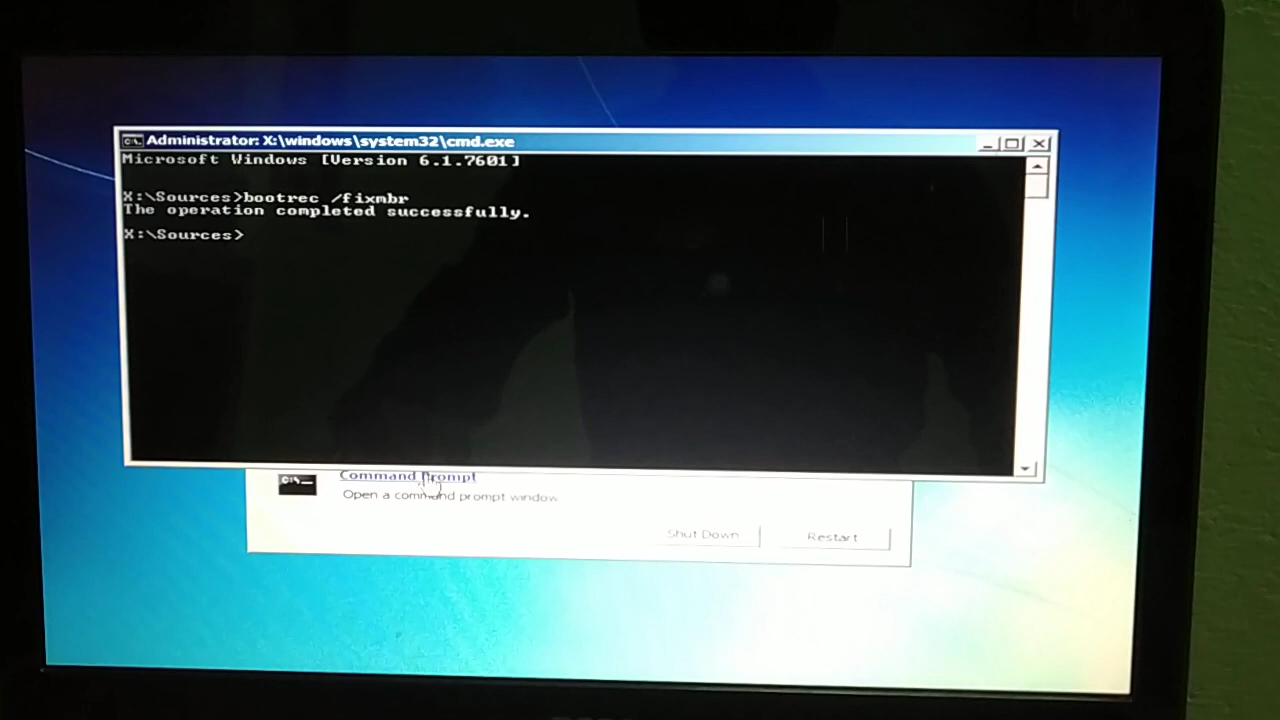 Administrator: X:\windows\system32\cmd.exe
Microsoft Windows [Version 6.1.7601]
X:\Sources>bootrec /fixmbr
The operation completed successfully.
X:\Sources>
Command Prompt
Open a command prompt window
Shut Down
Restart